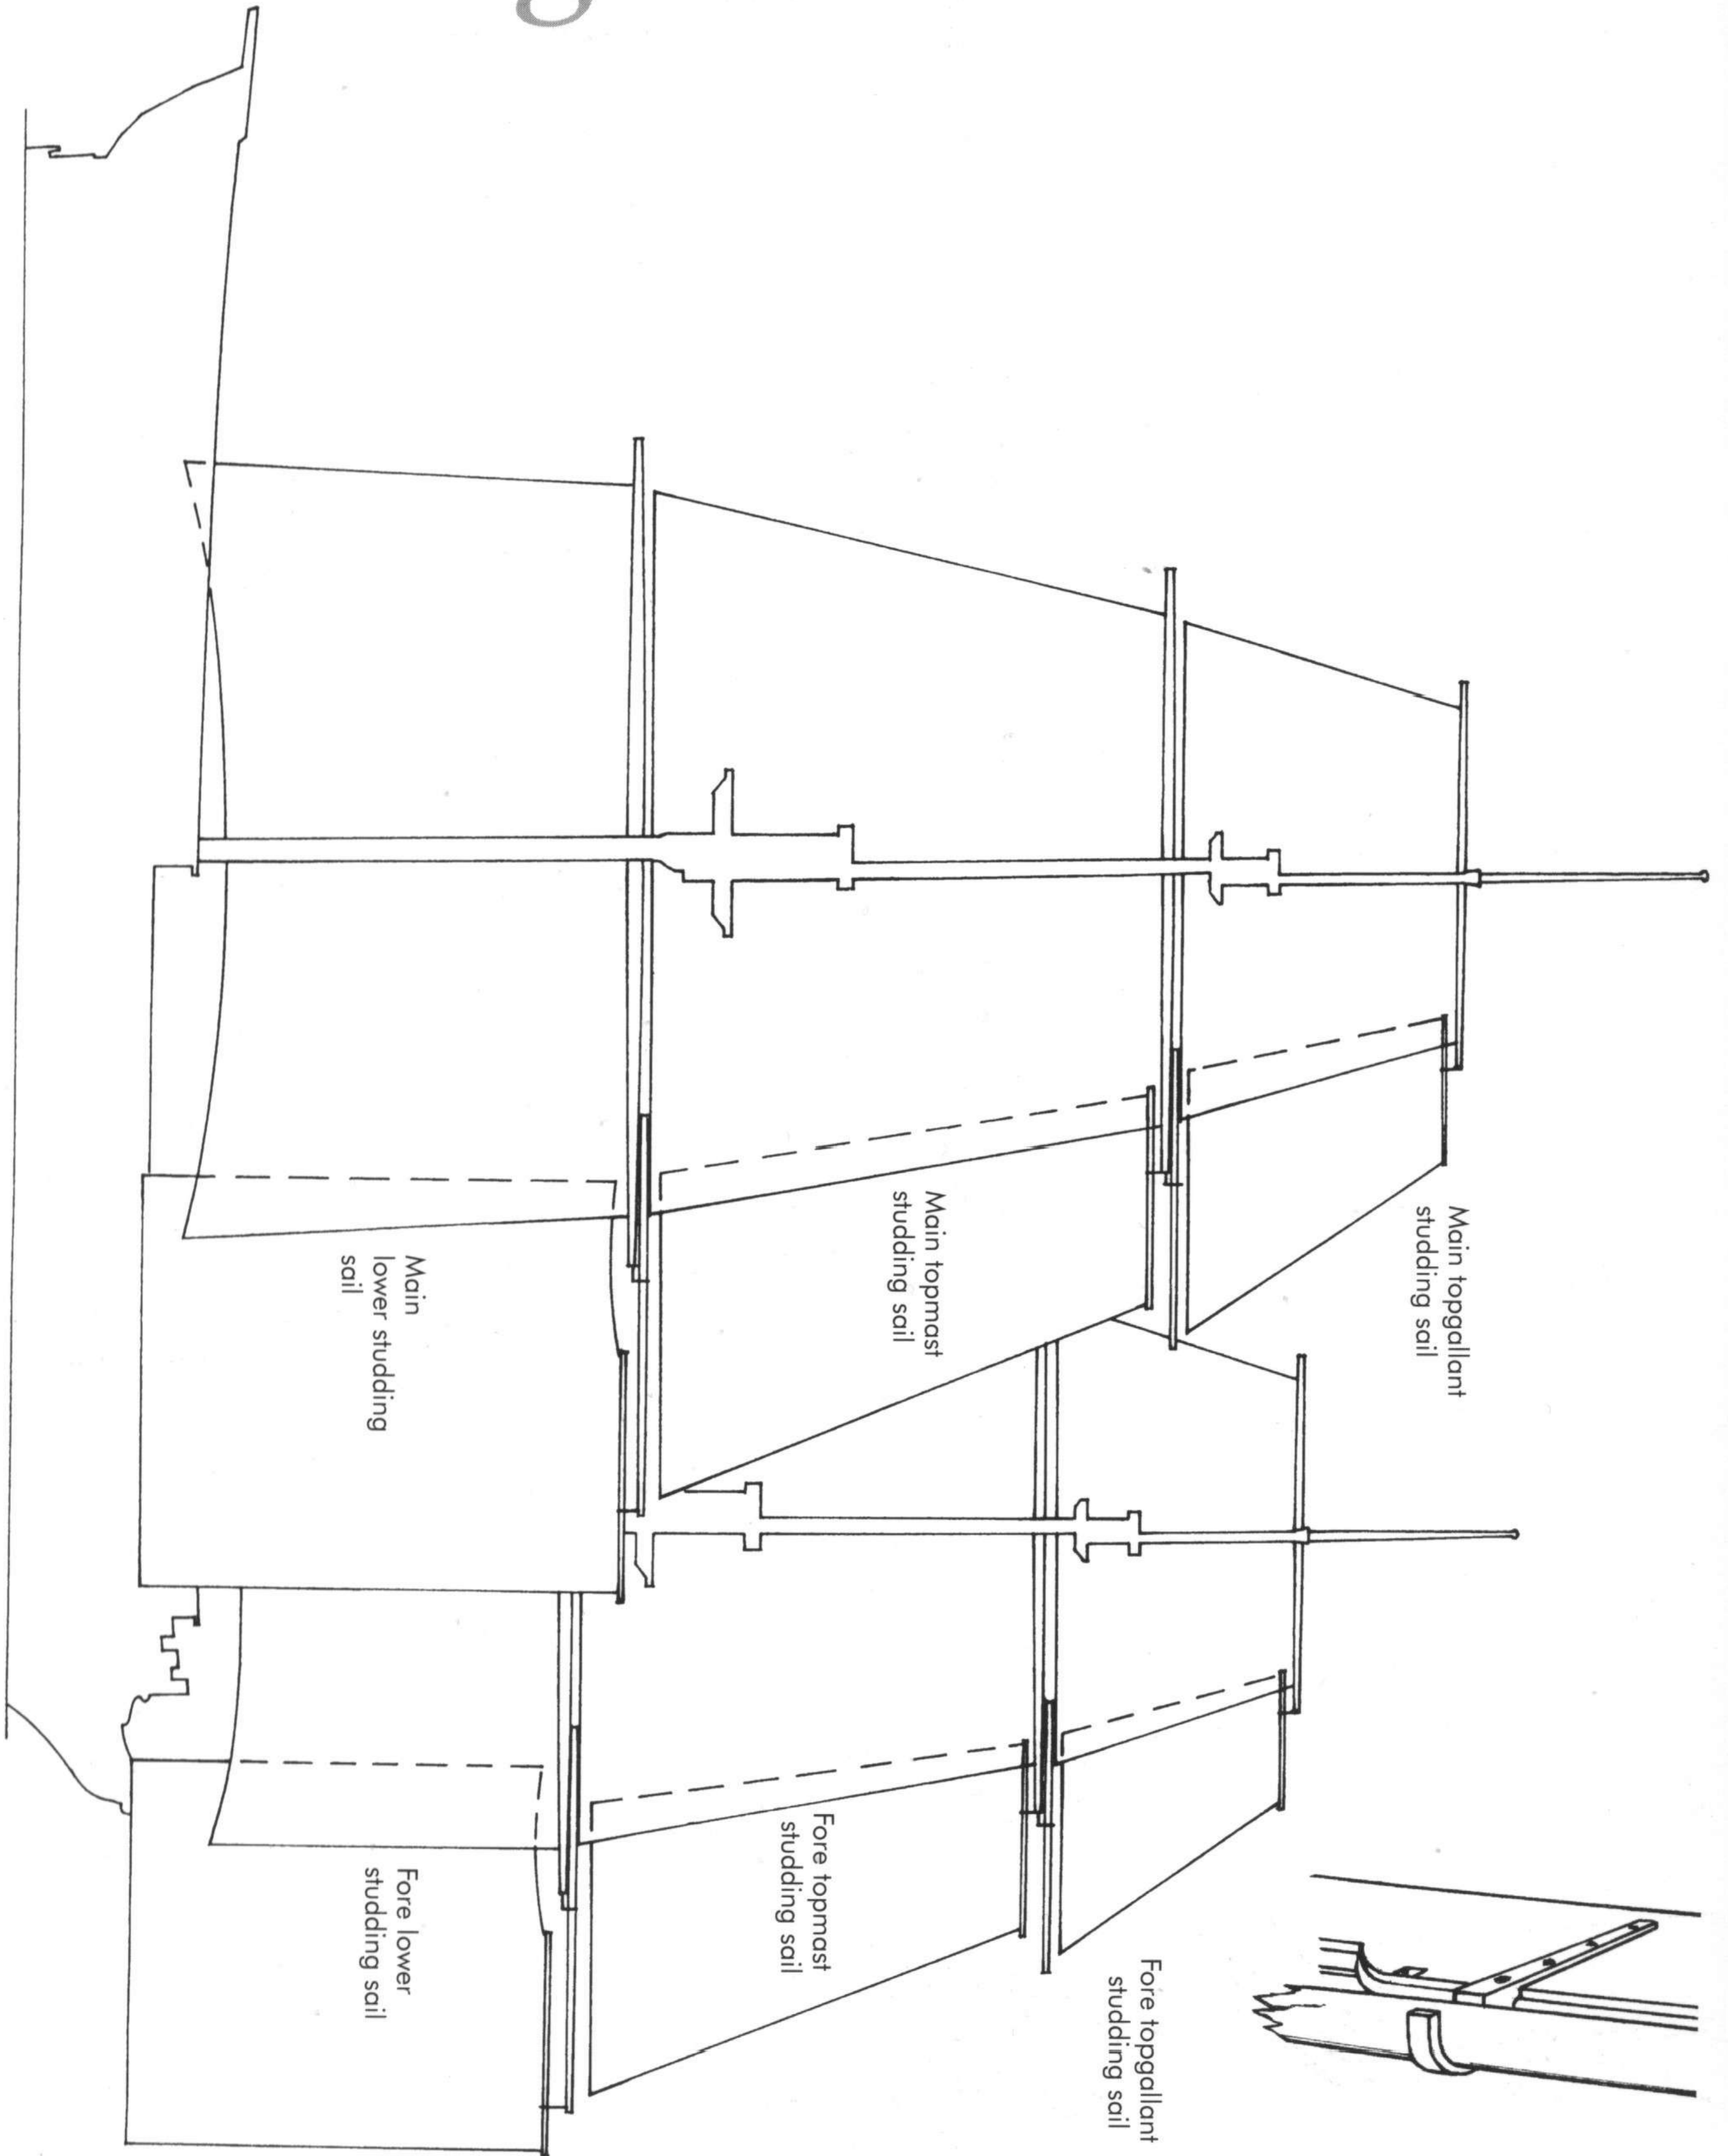 Main topgallant
studding sail
Main topmast
studding sail
Main
lower studding
sail
Fore topgallant
studding sail
Fore topmast
studding sail
Fore lower
studding sail